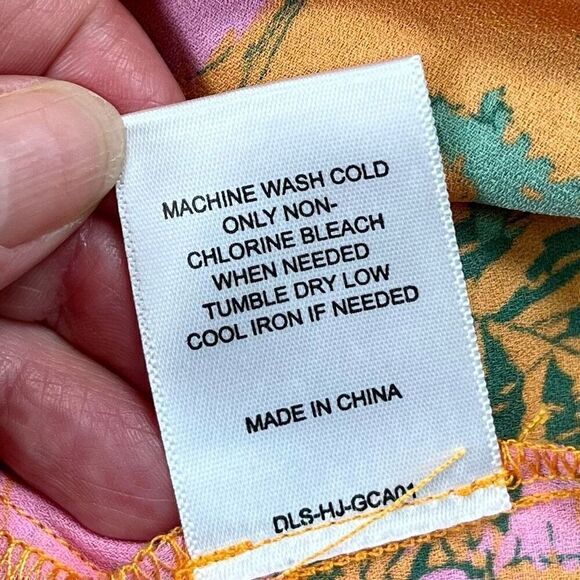 MACHINE WASH COLD
ONLY NON-
CHLORINE BLEACH
WHEN NEEDED
TUMBLE DRY LOW
COOL IRON IF NEEDED
MADE IN CHINA
DLS-HJ-GCA01